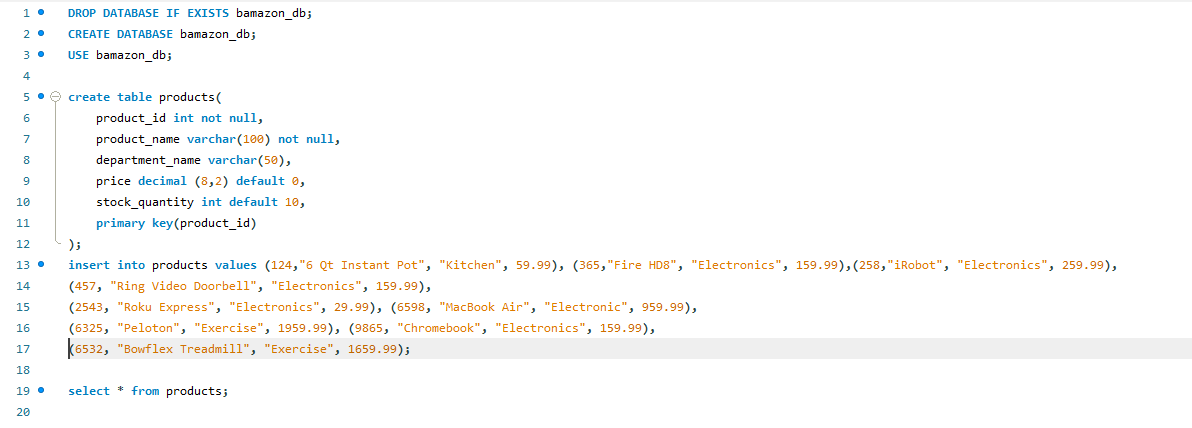 1 DROP DATABASE IF EXISTS bamazon_db;
2 CREATE DATABASE bamazon_db;
3 USE bamazon_db;
4
5 create table products(
6 product_id int not null,
7 product_name varchar(100) not null,
8 department_name varchar(50),
9 price decimal (8,2) default 0,
10 stock_quantity int default 10,
11 primary key(product_id)
12 );
13 insert into products values (124,"6 Qt Instant Pot", "Kitchen", 59.99), (365,"Fire HD8", "Electronics", 159.99),(258,"iRobot", "Electronics", 259.99),
14 (457, "Ring Video Doorbell", "Electronics", 159.99),
15 (2543, "Roku Express", "Electronics", 29.99), (6598, "MacBook Air", "Electronic", 959.99),
16 (6325, "Peloton", "Exercise", 1959.99), (9865, "Chromebook", "Electronics", 159.99),
17 (6532, "Bowflex Treadmill", "Exercise", 1659.99);
18
19 select * from products;
20